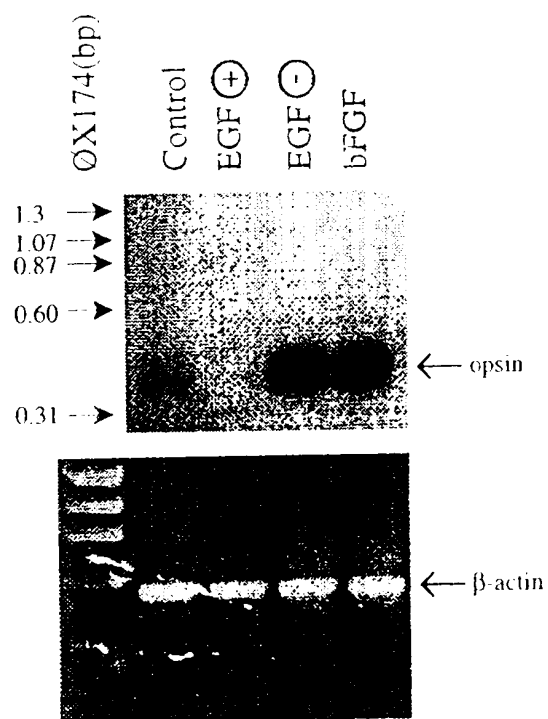 ØX174(bp)
Control
EGF +
EGF -
bFGF
1.3
1.07
0.87
0.60
0.31
opsin
β-actin